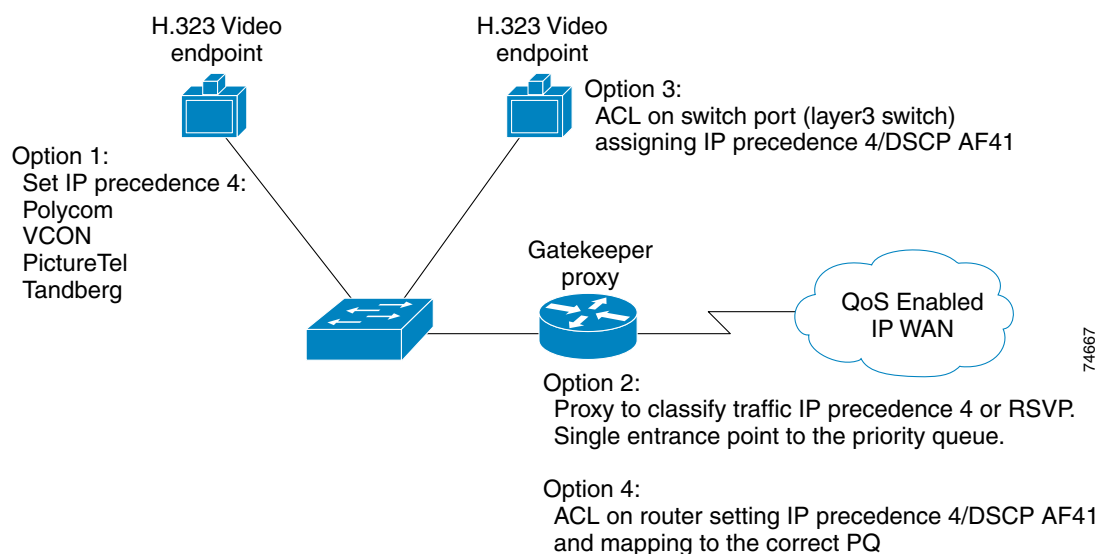 H.323 Video
endpoint
H.323 Video
endpoint
Option 3:
ACL on switch port (layer3 switch)
assigning IP precedence 4/DSCP AF41
Option 1:
Set IP precedence 4:
Polycom
VCON
PictureTel
Tandberg
Gatekeeper
proxy
QoS Enabled
IP WAN
74667
Option 2:
Proxy to classify traffic IP precedence 4 or RSVP.
Single entrance point to the priority queue.
Option 4:
ACL on router setting IP precedence 4/DSCP AF41
and mapping to the correct PQ